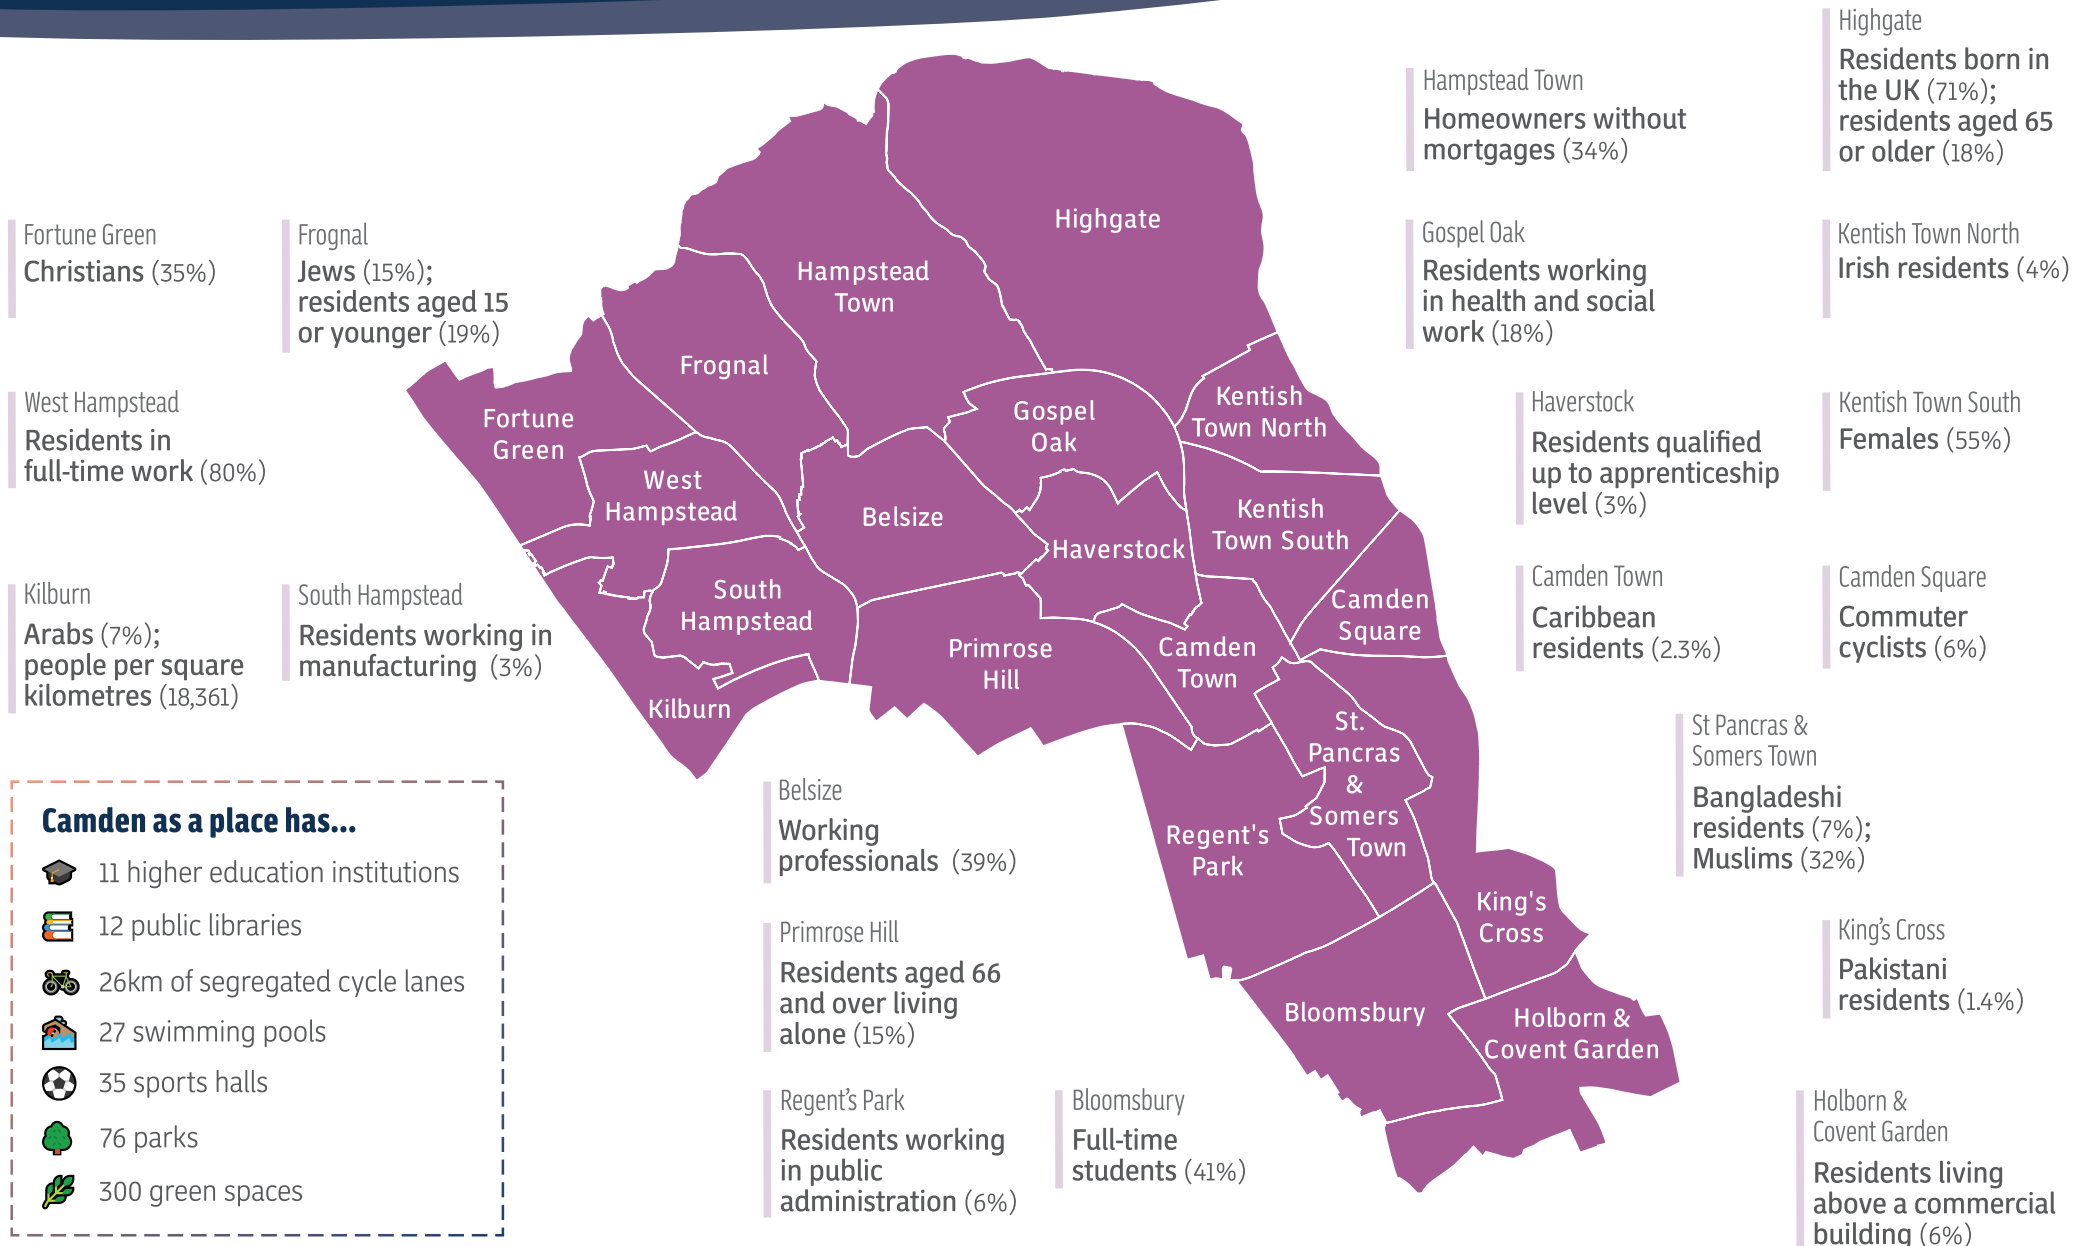 Highgate
Residents born in
the UK (71%);
residents aged 65
or older (18%)
Hampstead Town
Homeowners without
mortgages (34%)
Fortune Green
Christians (35%)
Frognal
Jews (15%);
residents aged 15
or younger (19%)
Gospel Oak
Residents working
in health and social
work (18%)
Kentish Town North
Irish residents (4%)
West Hampstead
Residents in
full-time work (80%)
Haverstock
Residents qualified
up to apprenticeship
level (3%)
Kentish Town South
Females (55%)
Kilburn
Arabs (7%);
people per square
kilometres (18,361)
South Hampstead
Residents working in
manufacturing (3%)
Camden Town
Caribbean
residents (2.3%)
Camden Square
Commuter
cyclists (6%)
St Pancras &
Somers Town
Bangladeshi
residents (7%);
Muslims (32%)
King’s Cross
Pakistani
residents (1.4%)
Holborn &
Covent Garden
Residents living
above a commercial
building (6%)
Belsize
Working
professionals (39%)
Primrose Hill
Residents aged 66
and over living
alone (15%)
Regent’s Park
Residents working
in public
administration (6%)
Bloomsbury
Full-time
students (41%)
Highgate
Hampstead
Town
Frognal
Fortune
Green
West
Hampstead
Gospel
Oak
Kentish
Town North
Belsize
Haverstock
Kentish
Town South
South
Hampstead
Kilburn
Primrose
Hill
Camden
Town
Camden
Square
St.
Pancras
&
Somers
Town
Regent's
Park
King's
Cross
Bloomsbury
Holborn &
Covent Garden
Camden as a place has...
11 higher education institutions
12 public libraries
26km of segregated cycle lanes
27 swimming pools
35 sports halls
76 parks
300 green spaces